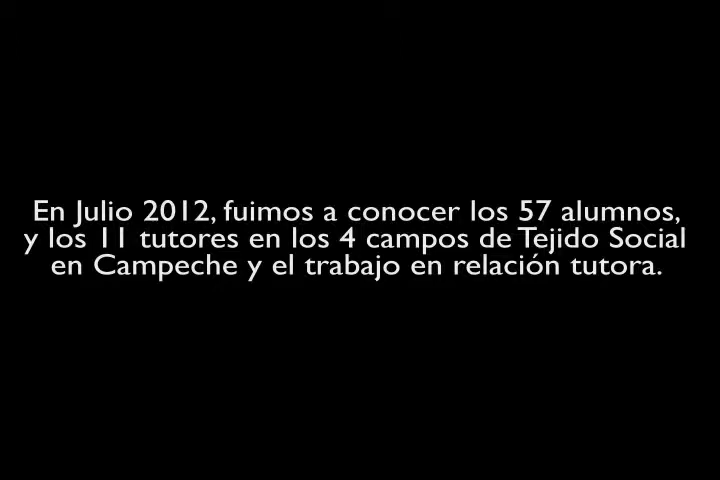 En Julio 2012, fuimos a conocer los 57 alumnos,
y los 11 tutores en los 4 campos de Tejido Social
en Campeche y el trabajo en relación tutora.